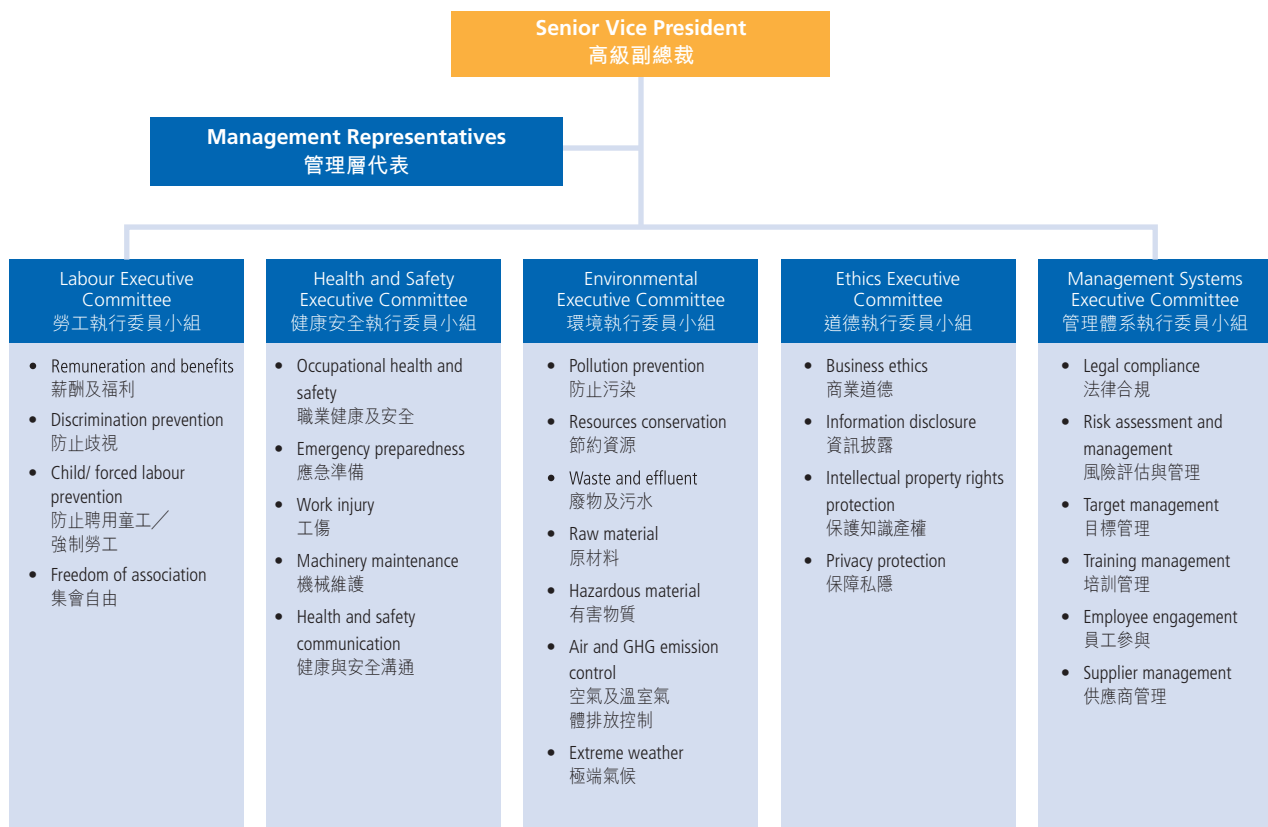 Senior Vice President
高級副總裁
Management Representatives
管理層代表
Labour Executive
Committee
勞工執行委員小組
• Remuneration and benefits
薪酬及福利
• Discrimination prevention
防止歧視
• Child/ forced labour
prevention
防止聘用童工╱
強制勞工
• Freedom of association
集會自由
Health and Safety
Executive Committee
健康安全執行委員小組
• Occupational health and
safety
職業健康及安全
• Emergency preparedness
應急準備
• Work injury
工傷
• Machinery maintenance
機械維護
• Health and safety
communication
健康與安全溝通
Environmental
Executive Committee
環境執行委員小組
• Pollution prevention
防止污染
• Resources conservation
節約資源
• Waste and effluent
廢物及污水
• Raw material
原材料
• Hazardous material
有害物質
• Air and GHG emission
control
空氣及溫室氣
體排放控制
• Extreme weather
極端氣候
Ethics Executive
Committee
道德執行委員小組
• Business ethics
商業道德
• Information disclosure
資訊披露
• Intellectual property rights
protection
保護知識產權
• Privacy protection
保障私隱
Management Systems
Executive Committee
管理體系執行委員小組
• Legal compliance
法律合規
• Risk assessment and
management
風險評估與管理
• Target management
目標管理
• Training management
培訓管理
• Employee engagement
員工參與
• Supplier management
供應商管理